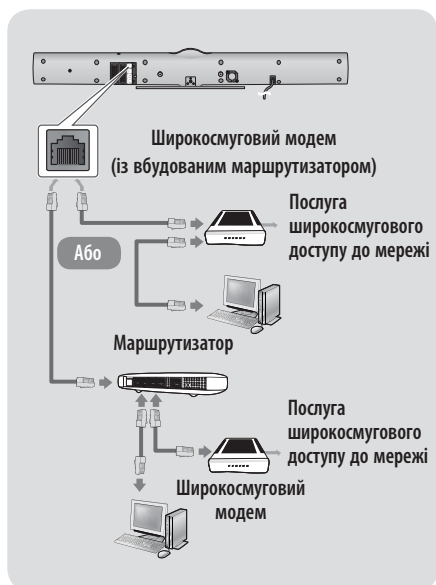 Широкосмуговий модем
(із вбудованим маршрутизатором)
Послуга
широкосмугового
доступу до мережі
Або
Маршрутизатор
Послуга
широкосмугового
доступу до мережі
Широкосмуговий
модем